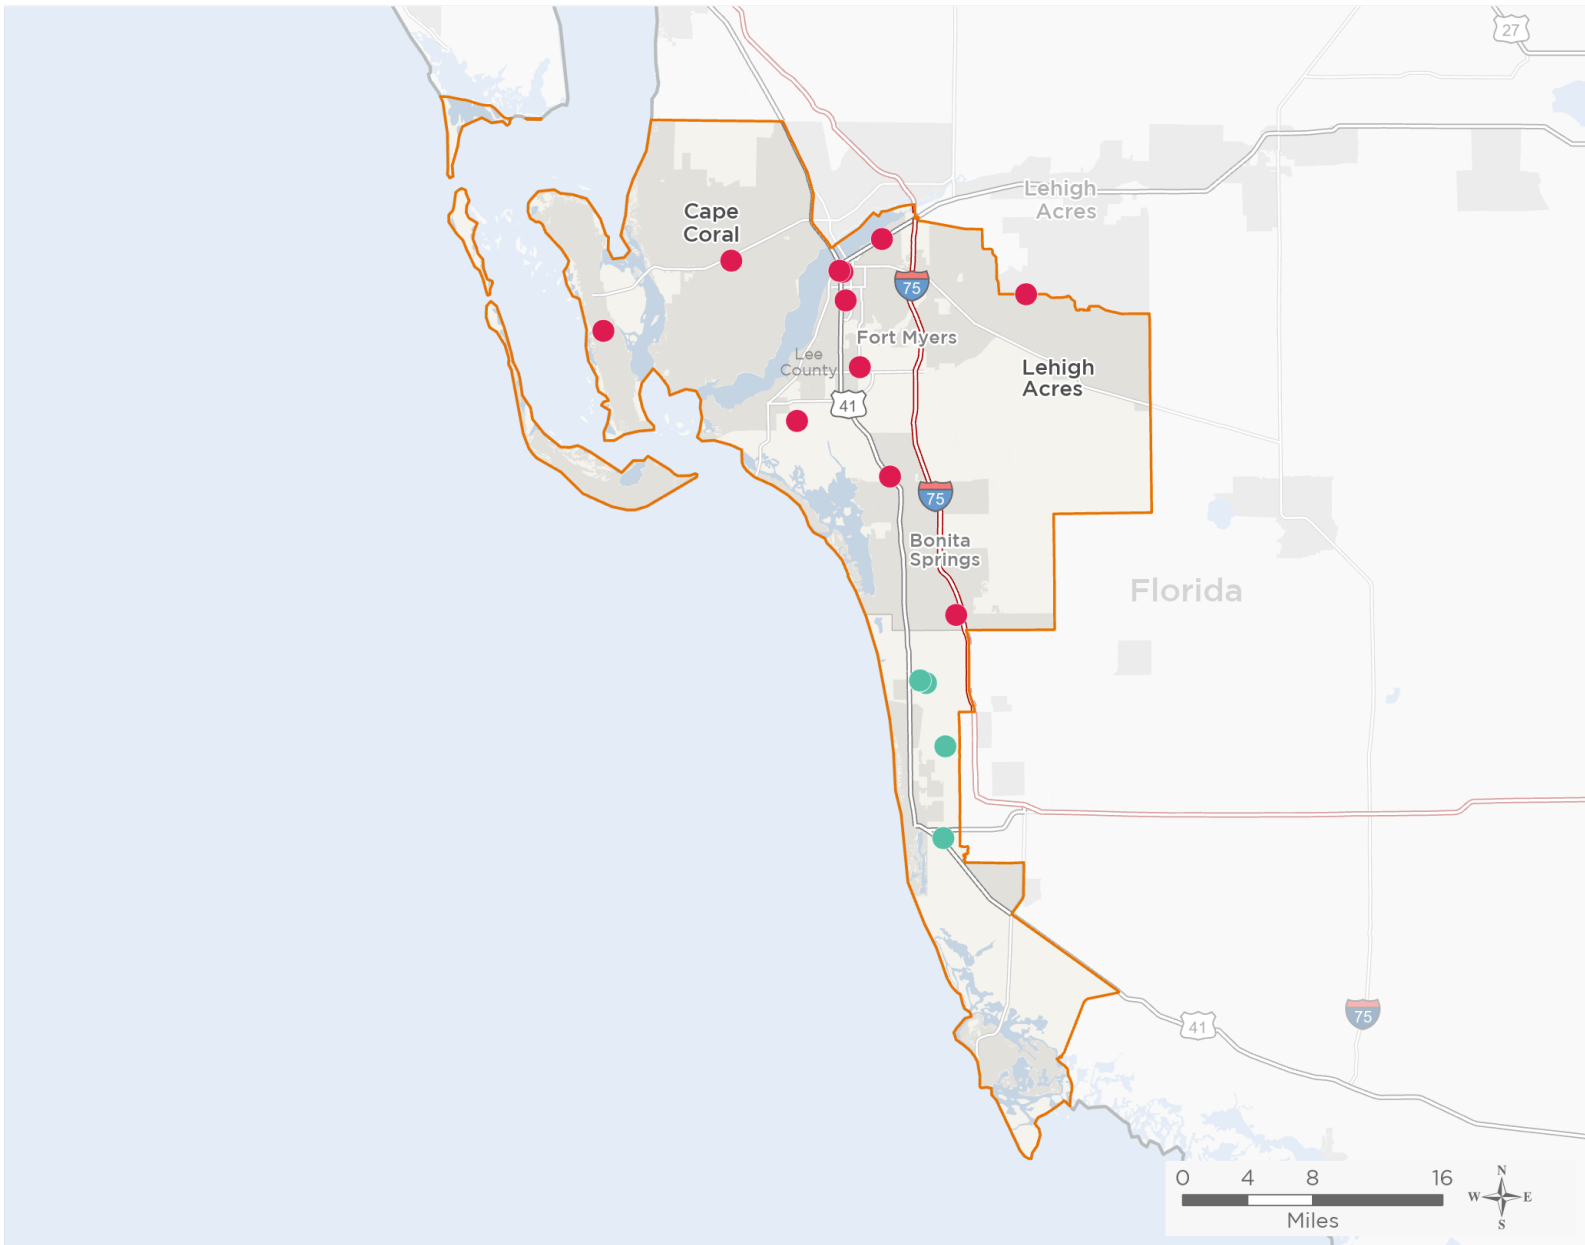 27
Lehigh
Acres
Cape
Coral
75
Fort Myers
Lee
County
Lehigh
Acres
41
75
Bonita
Springs
Florida
75
41
0 4 8 16
Miles
N
W E
S